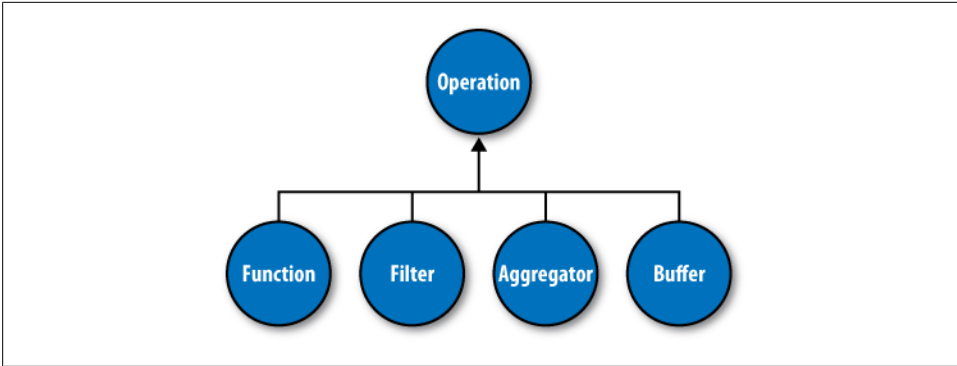 Operation
Function
Filter
Aggregator
Buffer